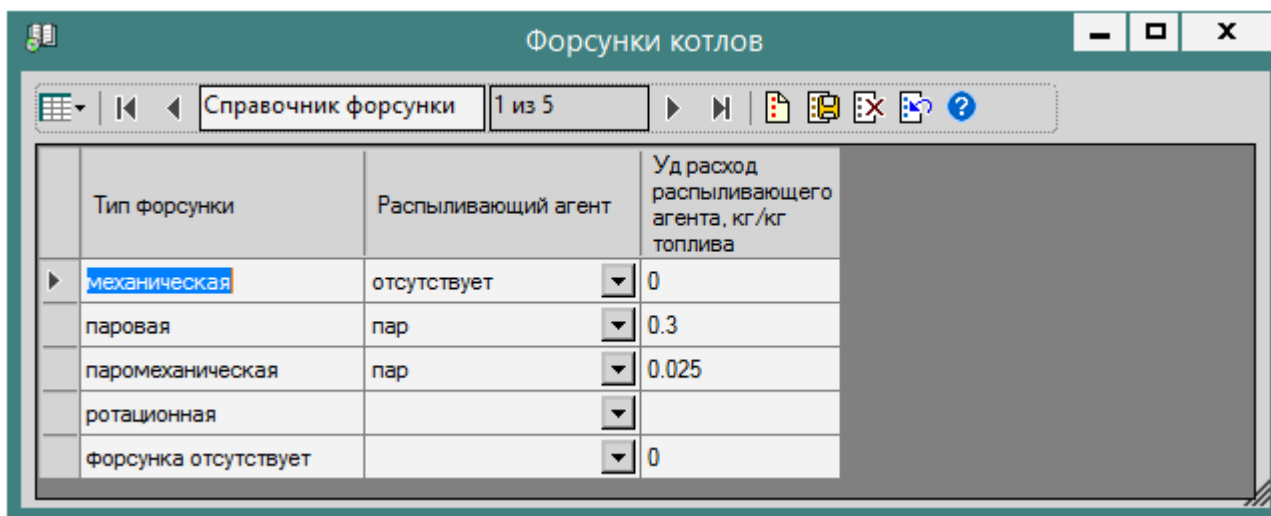 Форсунки котлов
Справочник форсунки 1 из 5
Тип форсунки Распыливающий агент Уд расход
распыливающего
агента, кг/кг
топлива
механическая отсутствует 0
паровая пар 0.3
паромеханическая пар 0.025
ротационная
форсунка отсутствует 0